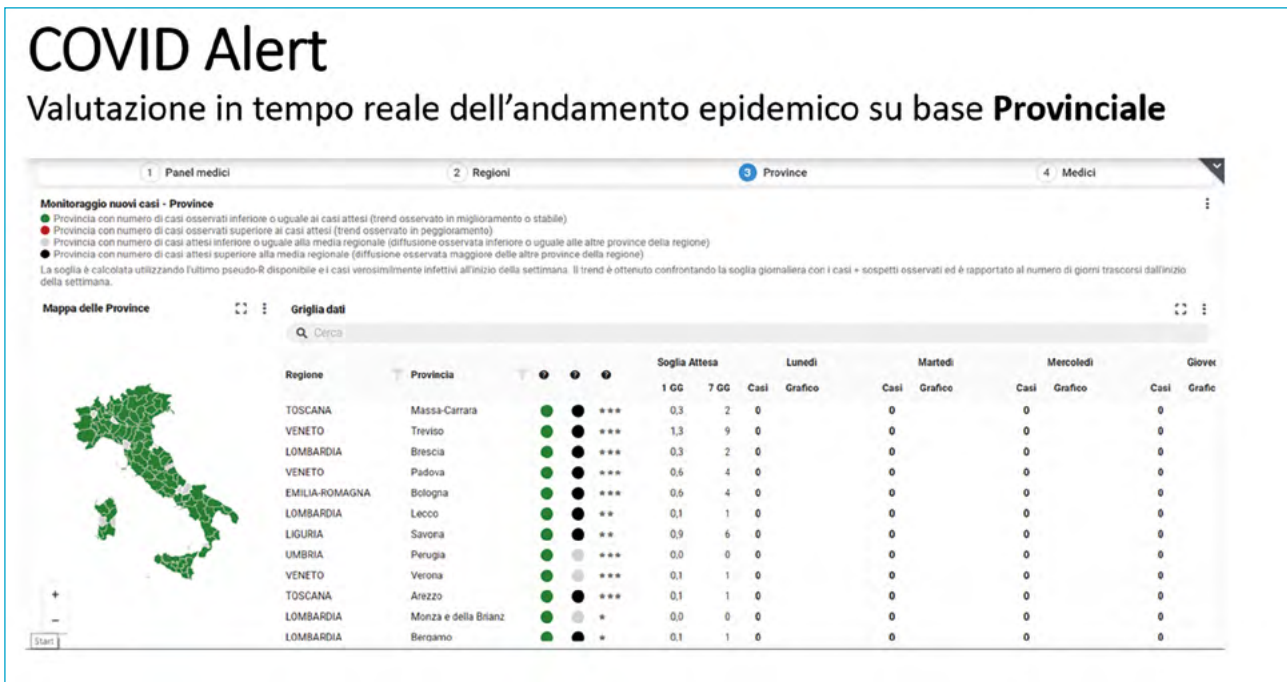 COVID Alert
Valutazione in tempo reale dell'andamento epidemico su base Provinciale
1 Panel medici 2 Regioni 3 Province 4 Medici
Monitoraggio nuovi casi - Province
Provincia con numero di casi osservati inferiore o uguale ai casi attesi (trend osservato in miglioramento o stabile)
Provincia con numero di casi osservati superiore ai casi attesi (trend osservato in peggioramento)
Provincia con numero di casi attesi inferiore o uguale alla media regionale (diffusione osservata inferiore o uguale alle altre province della regione)
Provincia con numero di casi attesi superiore alla media regionale (diffusione osservata maggiore delle altre province della regione)
La soglia è calcolata utilizzando l'ultimo pseudo-R disponibile e i casi verosimilmente infettivi all'inizio della settimana. Il trend è ottenuto confrontando la soglia giornaliera con i casi + sospetti osservati ed è rapportato al numero di giorni trascorsi dall'inizio
della settimana.
Mappa delle Province Griglia dati
Cerca
Soglia Attesa Lunedì Martedì Mercoledì Giovec
Regione Provincia ? ? ?
1 GG 7 GG Casi Grafico Casi Grafico Casi Grafico Casi Grafic
TOSCANA Massa-Carrara *** 0,3 2 0 0 0 0
VENETO Treviso *** 1,3 9 0 0 0 0
LOMBARDIA Brescia *** 0,3 2 0 0 0 0
VENETO Padova *** 0,6 4 0 0 0 0
EMILIA-ROMAGNA Bologna *** 0,6 4 0 0 0 0
LOMBARDIA Lecco ** 0,1 1 0 0 0 0
LIGURIA Savona ** 0,9 6 0 0 0 0
UMBRIA Perugia *** 0,0 0 0 0 0 0
VENETO Verona *** 0,1 1 0 0 0 0
TOSCANA Arezzo *** 0,1 1 0 0 0 0
LOMBARDIA Monza e della Brianz * 0,0 0 0 0 0 0
LOMBARDIA Bergamo * 0,1 1 0 0 0 0
+
−
Start